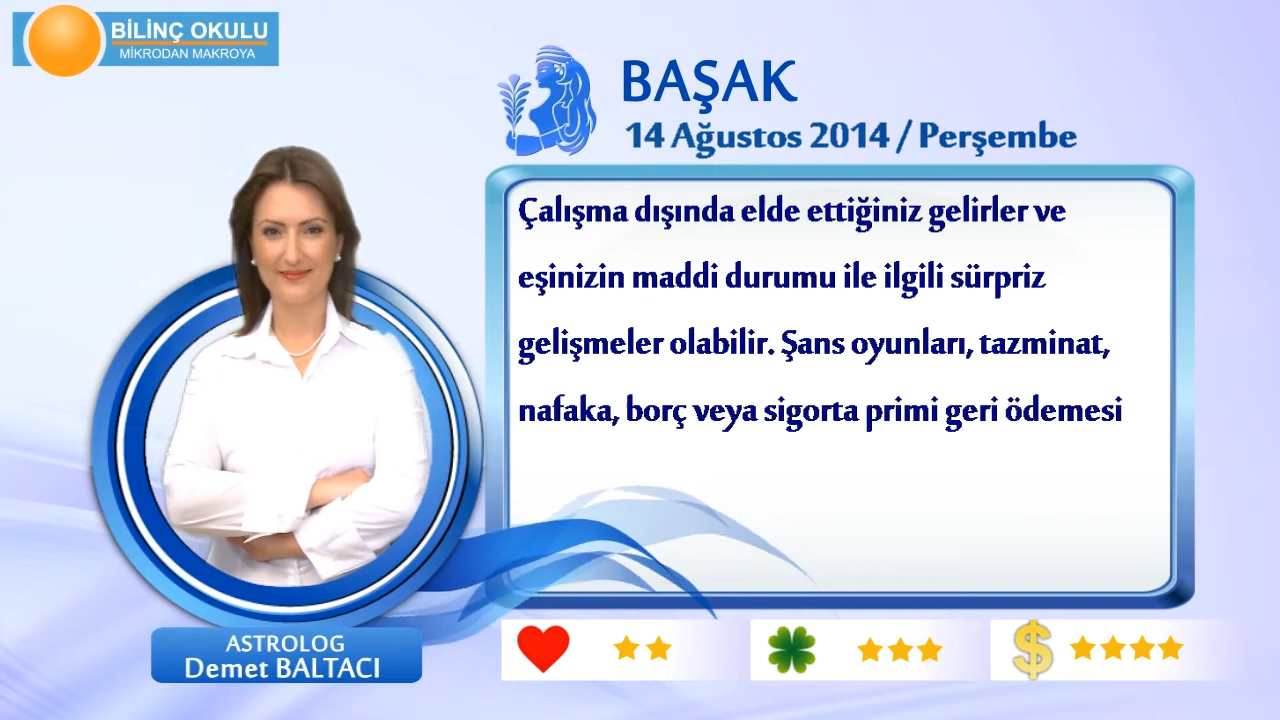 BİLİNÇ OKULU
MİKRODAN MAKROYA
BAŞAK
14 Ağustos 2014 / Perşembe
Çalışma dışında elde ettiğiniz gelirler ve
eşinizin maddi durumu ile ilgili sürpriz
gelişmeler olabilir. Şans oyunları, tazminat,
nafaka, borç veya sigorta primi geri ödemesi
ASTROLOG
Demet BALTACI